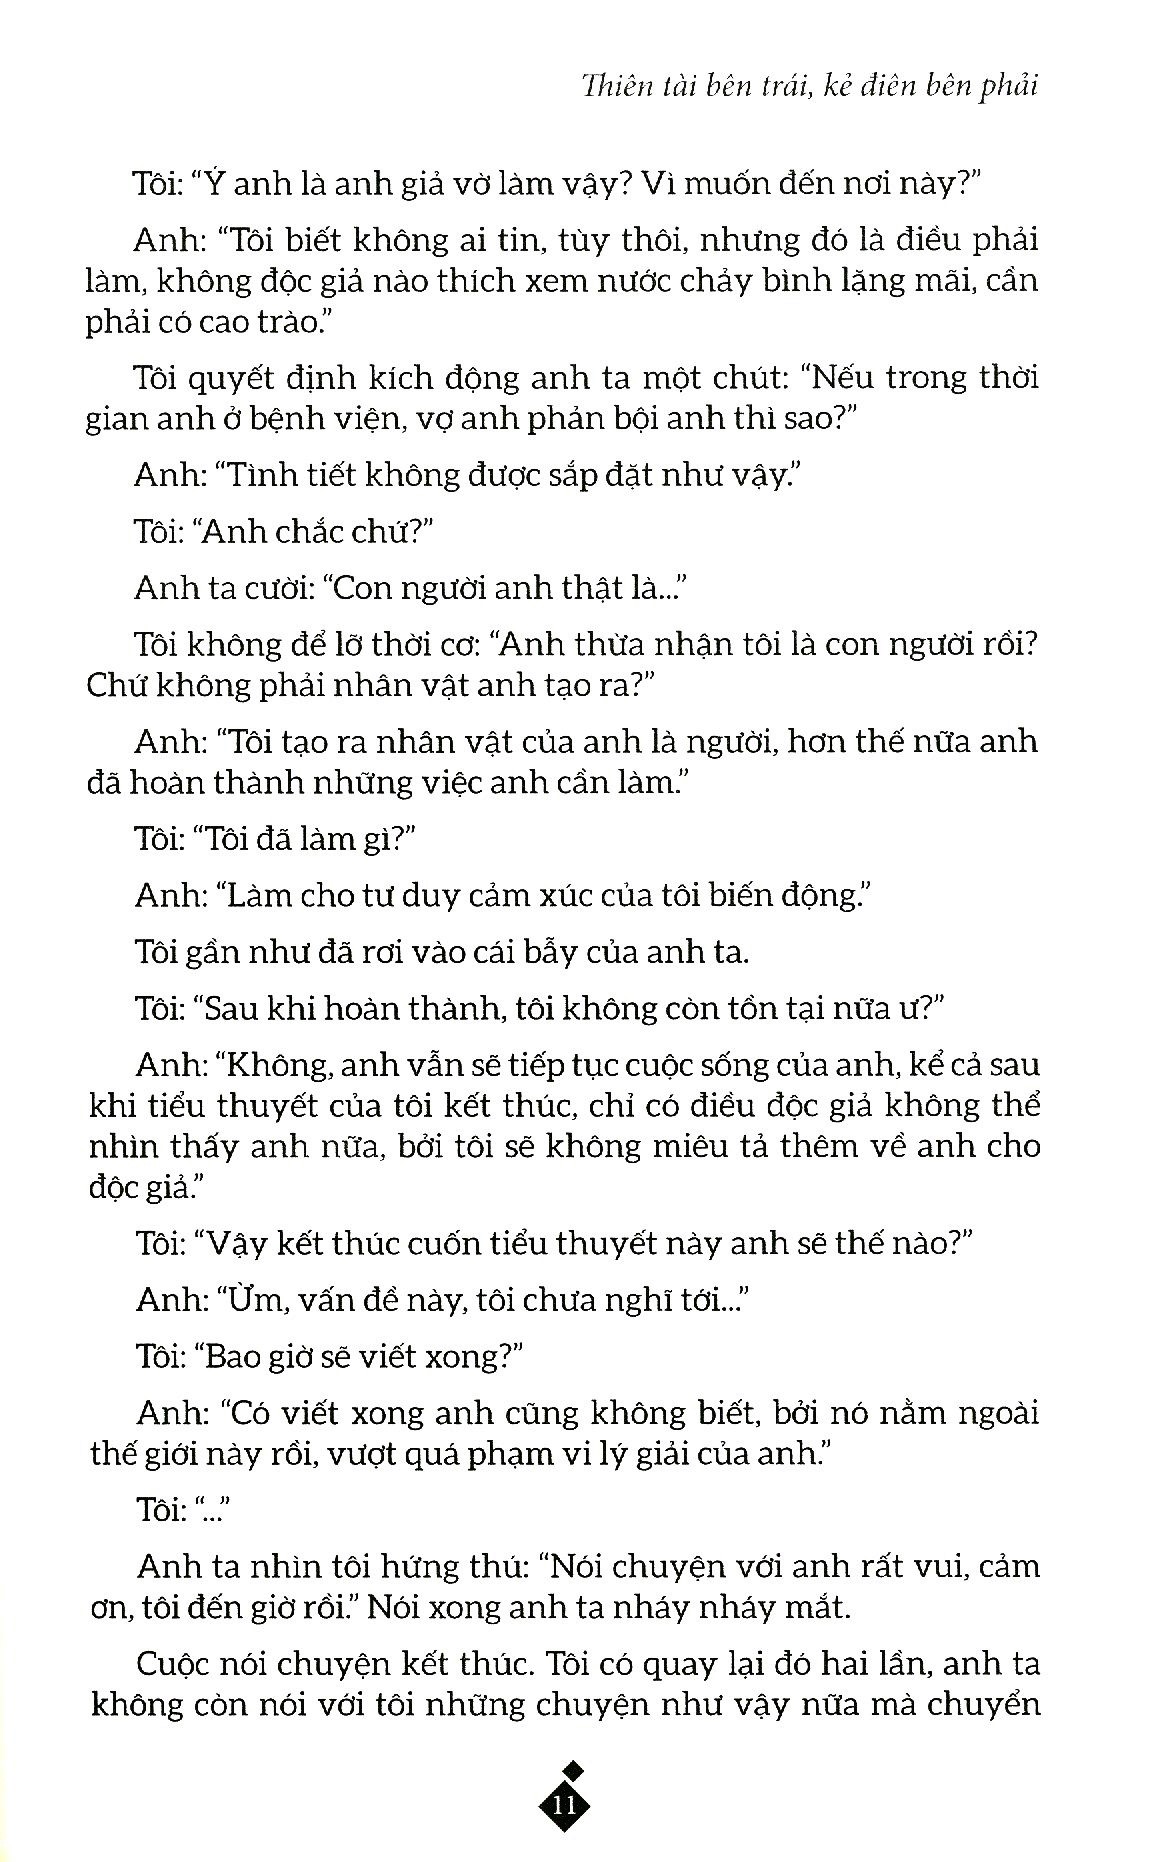 Thiên tài bên trái, kẻ điên bên phải
Tôi: “Ý anh là anh giả vờ làm vậy? Vì muốn đến nơi này?”
Anh: “Tôi biết không ai tin, tùy thôi, nhưng đó là điều phải
làm, không độc giả nào thích xem nước chảy bình lặng mãi, cần
phải có cao trào.”
Tôi quyết định kích động anh ta một chút: “Nếu trong thời
gian anh ở bệnh viện, vợ anh phản bội anh thì sao?”
Anh: “Tình tiết không được sắp đặt như vậy.”
Tôi: “Anh chắc chứ?”
Anh ta cười: “Con người anh thật là...”
Tôi không để lỡ thời cơ: “Anh thừa nhận tôi là con người rồi?
Chứ không phải nhân vật anh tạo ra?”
Anh: “Tôi tạo ra nhân vật của anh là người, hơn thế nữa anh
đã hoàn thành những việc anh cần làm.”
Tôi: “Tôi đã làm gì?”
Anh: “Làm cho tư duy cảm xúc của tôi biến động.”
Tôi gần như đã rơi vào cái bẫy của anh ta.
Tôi: “Sau khi hoàn thành, tôi không còn tồn tại nữa ư?”
Anh: “Không, anh vẫn sẽ tiếp tục cuộc sống của anh, kể cả sau
khi tiểu thuyết của tôi kết thúc, chỉ có điều độc giả không thể
nhìn thấy anh nữa, bởi tôi sẽ không miêu tả thêm về anh cho
độc giả.”
Tôi: “Vậy kết thúc cuốn tiểu thuyết này anh sẽ thế nào?”
Anh: “Ừm, vấn đề này, tôi chưa nghĩ tới...”
Tôi: “Bao giờ sẽ viết xong?”
Anh: “Có viết xong anh cũng không biết, bởi nó nằm ngoài
thế giới này rồi, vượt quá phạm vi lý giải của anh.”
Tôi: “...”
Anh ta nhìn tôi hứng thú: “Nói chuyện với anh rất vui, cảm
ơn, tôi đến giờ rồi.” Nói xong anh ta nháy nháy mắt.
Cuộc nói chuyện kết thúc. Tôi có quay lại đó hai lần, anh ta
không còn nói với tôi những chuyện như vậy nữa mà chuyển
11